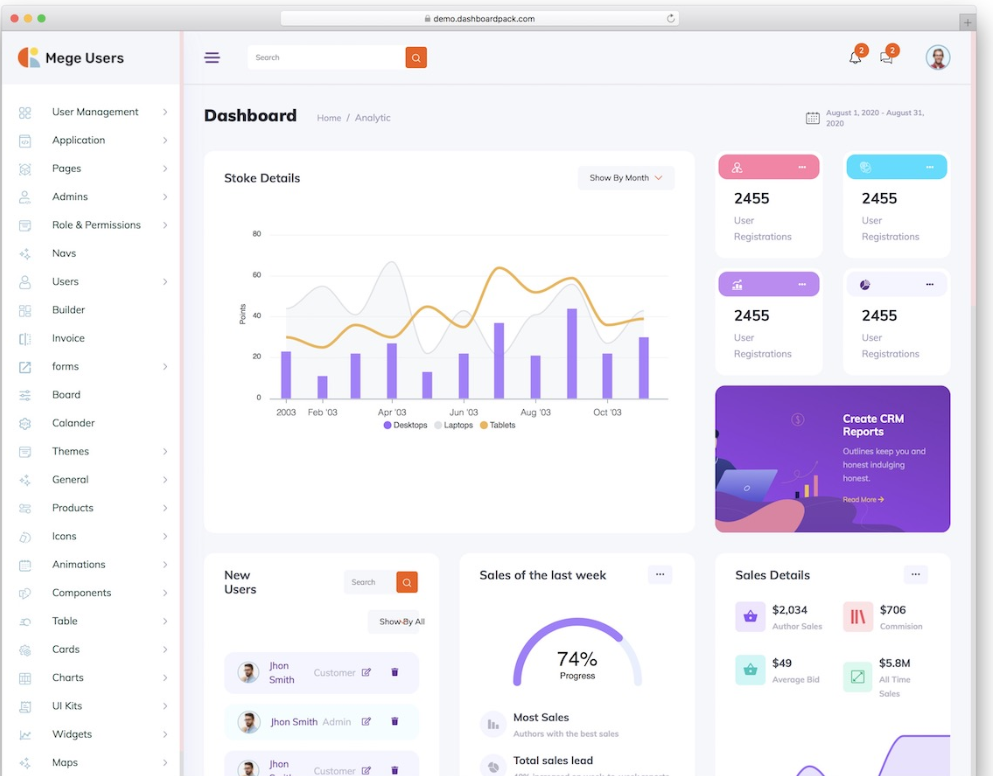 demo.dashboardpack.com
Mege Users
Search
2
2
Dashboard
Home / Analytic
August 1, 2020 - August 31,
2020
User Management
Application
Pages
Admins
Role & Permissions
Navs
Users
Builder
Invoice
forms
Board
Calander
Themes
General
Products
Icons
Animations
Components
Table
Cards
Charts
UI Kits
Widgets
Maps
Stoke Details
Show By Month
80
60
40
20
0
Points
2003 Feb '03 Apr '03 Jun '03 Aug '03 Oct '03
Desktops Laptops Tablets
2455
User
Registrations
2455
User
Registrations
2455
User
Registrations
2455
User
Registrations
Create CRM
Reports
Outlines keep you and
honest indulging
honest.
Read More
New
Users
Search
Show By All
Jhon
Smith
Customer
Jhon Smith Admin
Jhon
Customer
Sales of the last week
74%
Progress
Most Sales
Authors with the best sales
Total sales lead
Sales Details
$2,034
Author Sales
$706
Commision
$49
Average Bid
$5.8M
All Time
Sales